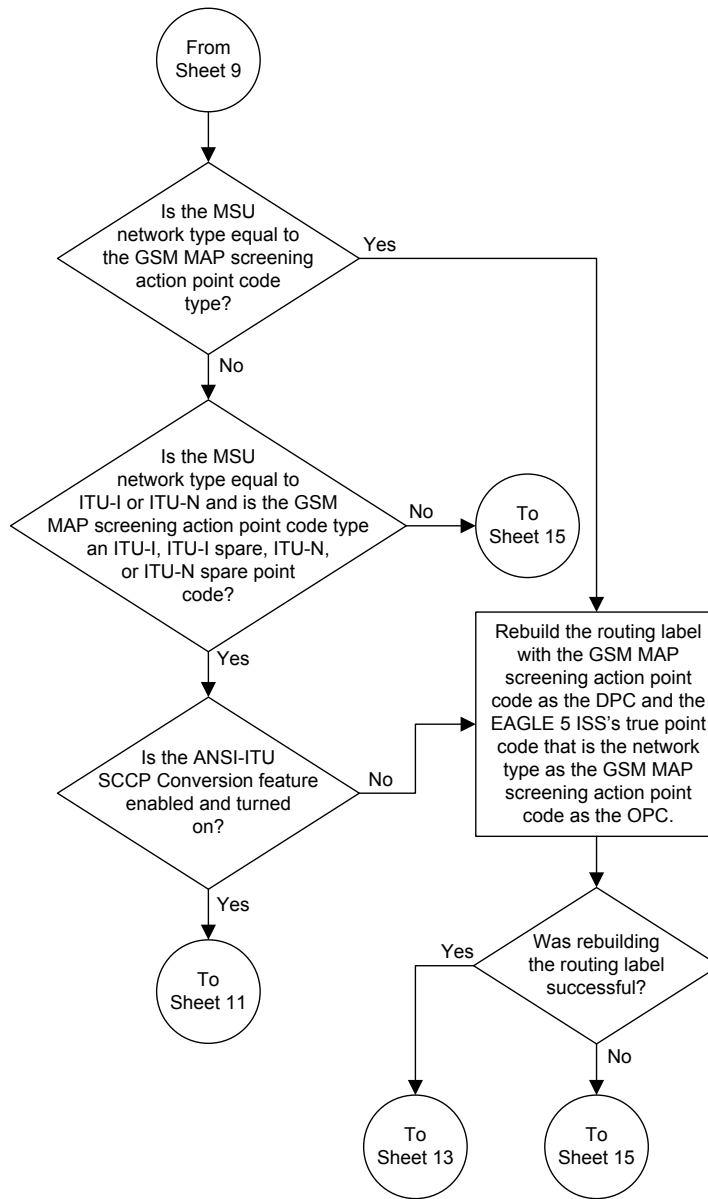 From
Sheet 9
Is the MSU
network type equal to
the GSM MAP screening
action point code
type?
Yes
No
Is the MSU
network type equal to
ITU-I or ITU-N and is the GSM
MAP screening action point code type
an ITU-I, ITU-I spare, ITU-N,
or ITU-N spare point
code?
No
To
Sheet 15
Yes
Rebuild the routing label
with the GSM MAP
screening action point
code as the DPC and the
EAGLE 5 ISS’s true point
code that is the network
type as the GSM MAP
screening action point
code as the OPC.
Is the ANSI-ITU
SCCP Conversion feature
enabled and turned
on?
No
Yes
To
Sheet 11
Was rebuilding
the routing label
successful?
Yes
No
To
Sheet 13
To
Sheet 15